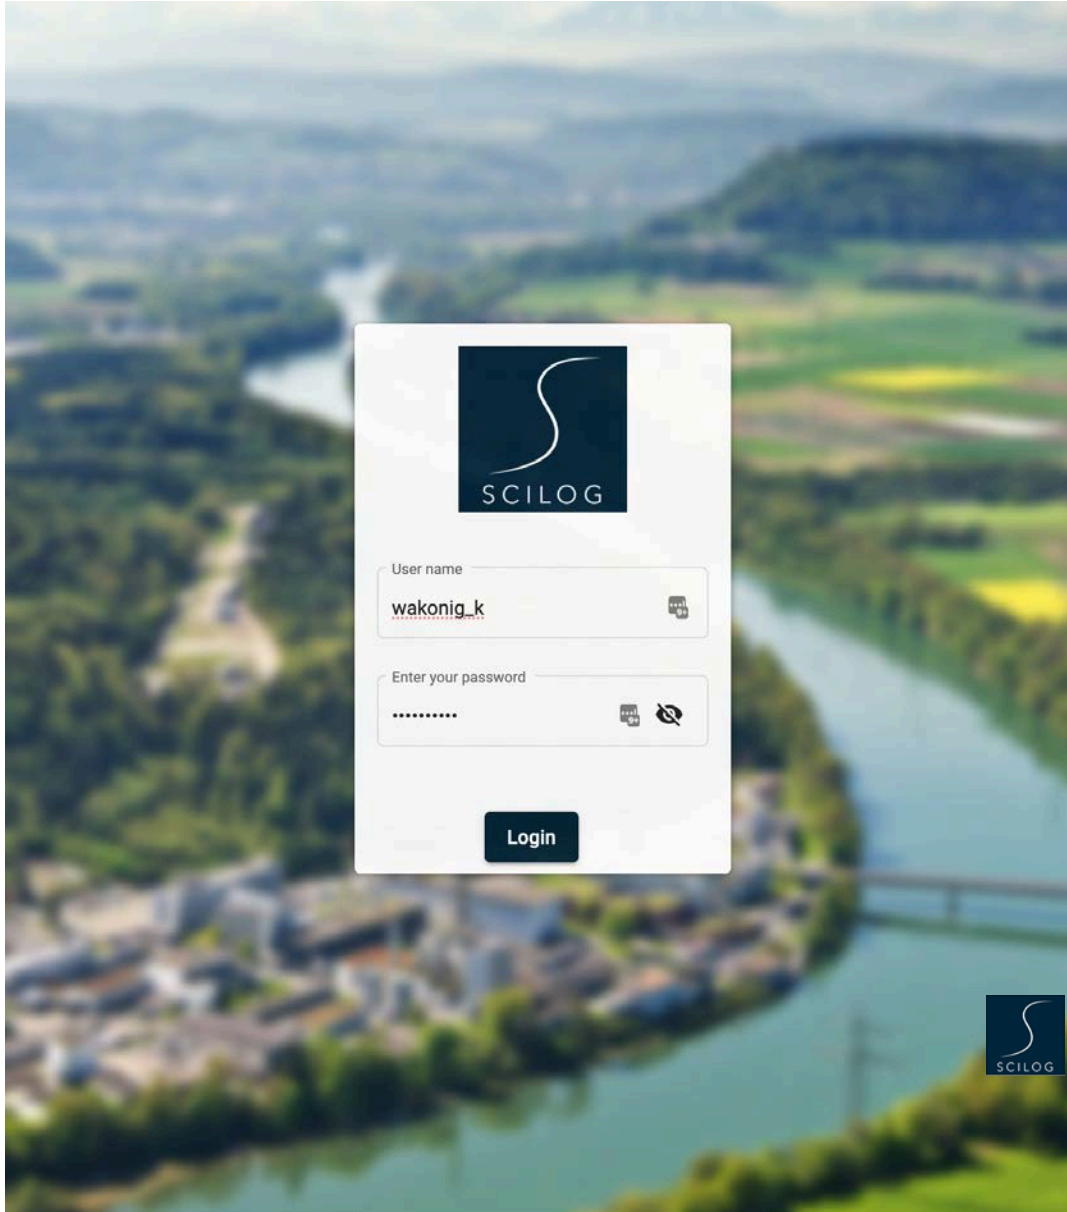 SCILOG
User name
wakonig_k
Enter your password
••••••••••
Login
SCILOG